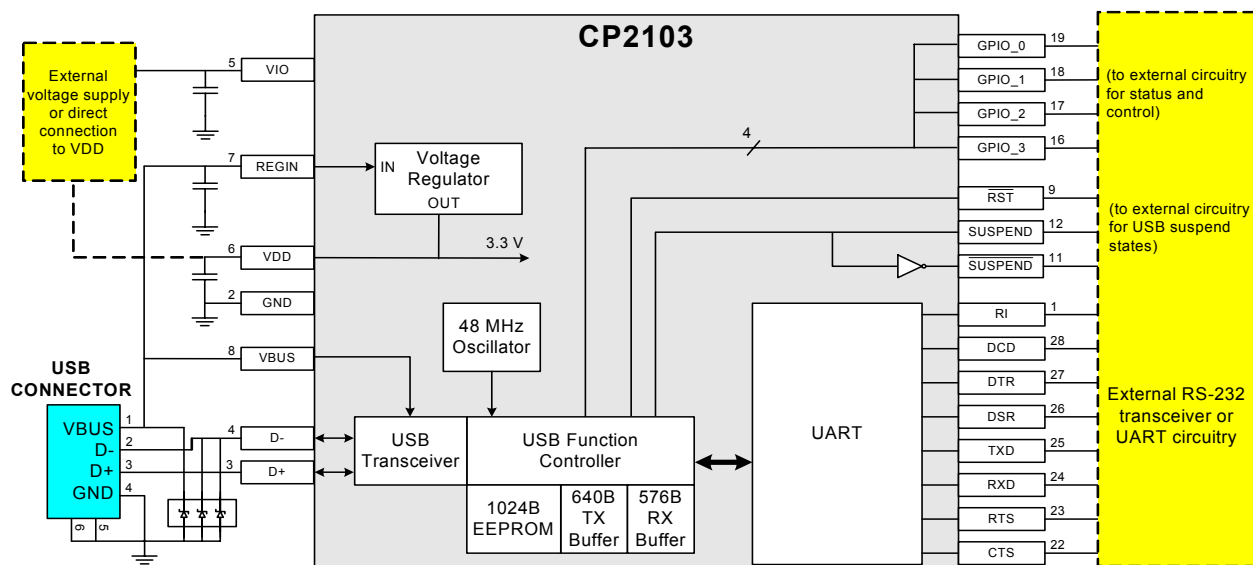 CP2103
External
voltage supply
or direct
connection
to VDD
5
VIO
7
REGIN
IN
Voltage
Regulator
OUT
3.3 V
6
VDD
2
GND
48 MHz
Oscillator
8
VBUS
USB
CONNECTOR
VBUS
D-
D+
GND
1
2
3
4
6
5
4
D-
3
D+
USB
Transceiver
USB Function
Controller
1024B
EEPROM
640B
TX
Buffer
576B
RX
Buffer
UART
4
GPIO_0
19
GPIO_1
18
GPIO_2
17
GPIO_3
16
RST
9
SUSPEND
12
SUSPEND
11
RI
1
DCD
28
DTR
27
DSR
26
TXD
25
RXD
24
RTS
23
CTS
22
(to external circuitry
for status and
control)
(to external circuitry
for USB suspend
states)
External RS-232
transceiver or
UART circuitry